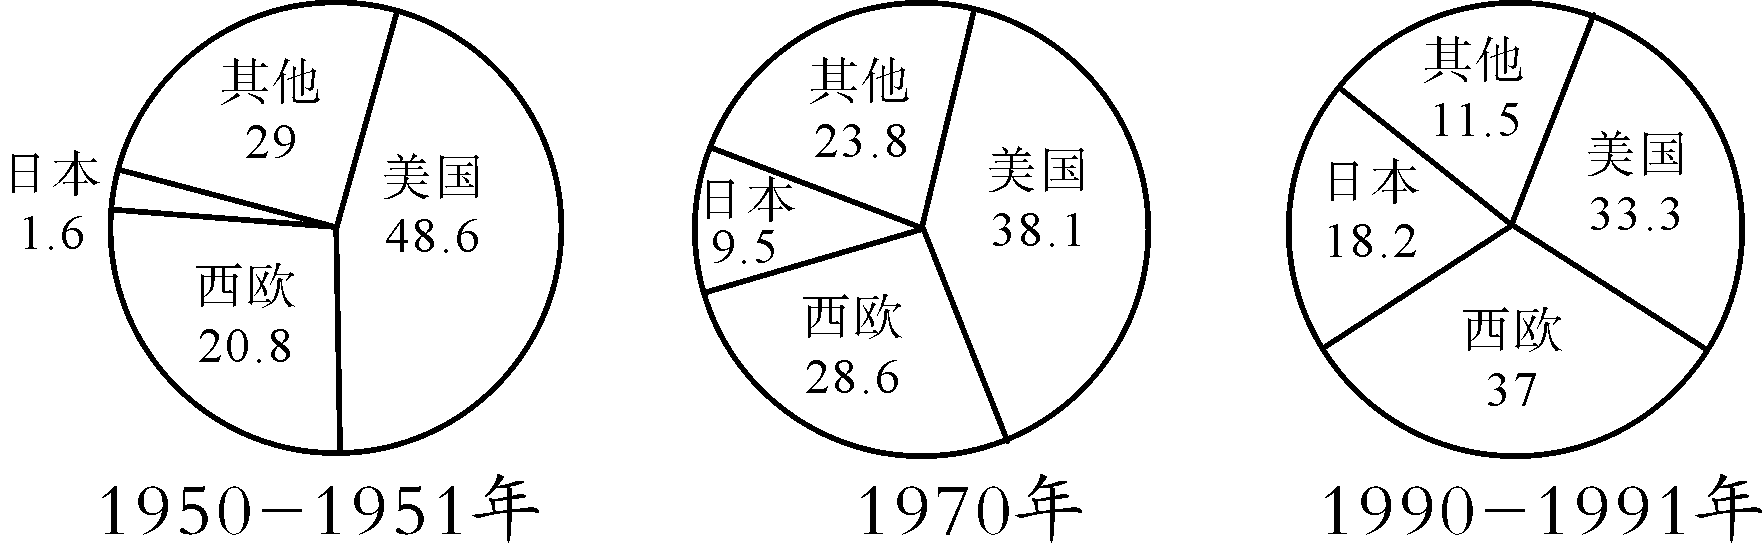 其他
29
日本
1.6
美国
48.6
西欧
20.8
1950-1951年
其他
23.8
日本
9.5
美国
38.1
西欧
28.6
1970年
其他
11.5
日本
18.2
美国
33.3
西欧
37
1990-1991年